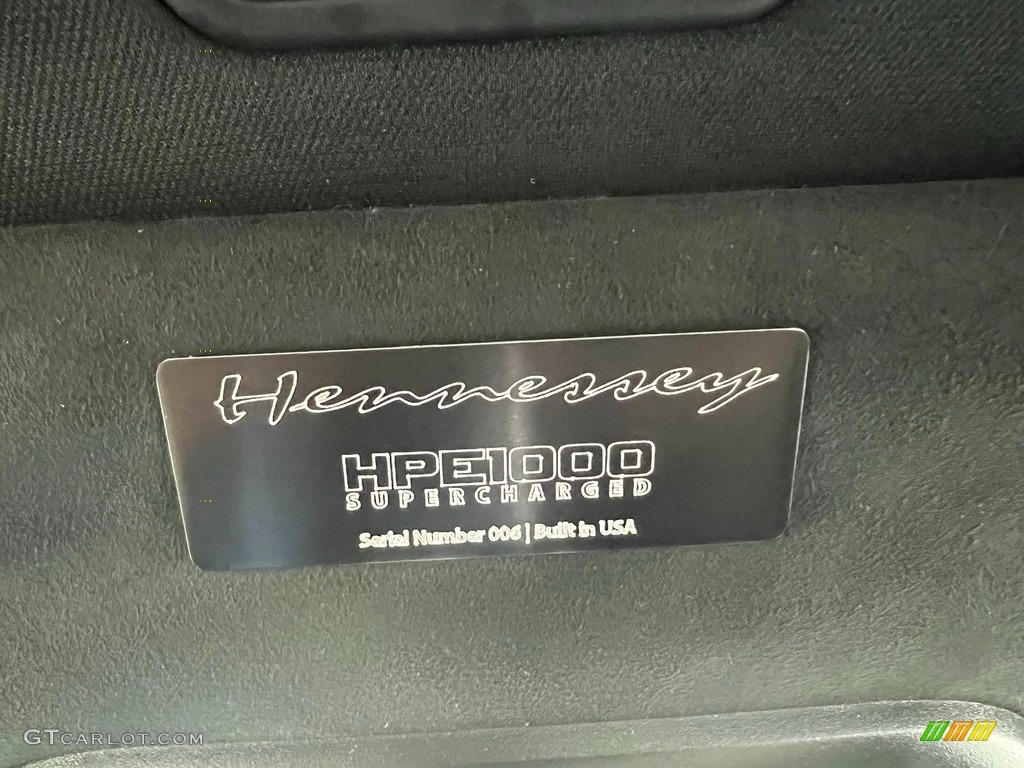 Hennessey
HPE1000
SUPERCHARGED
Serial Number 006 | Built in USA
GTCARLOT.COM